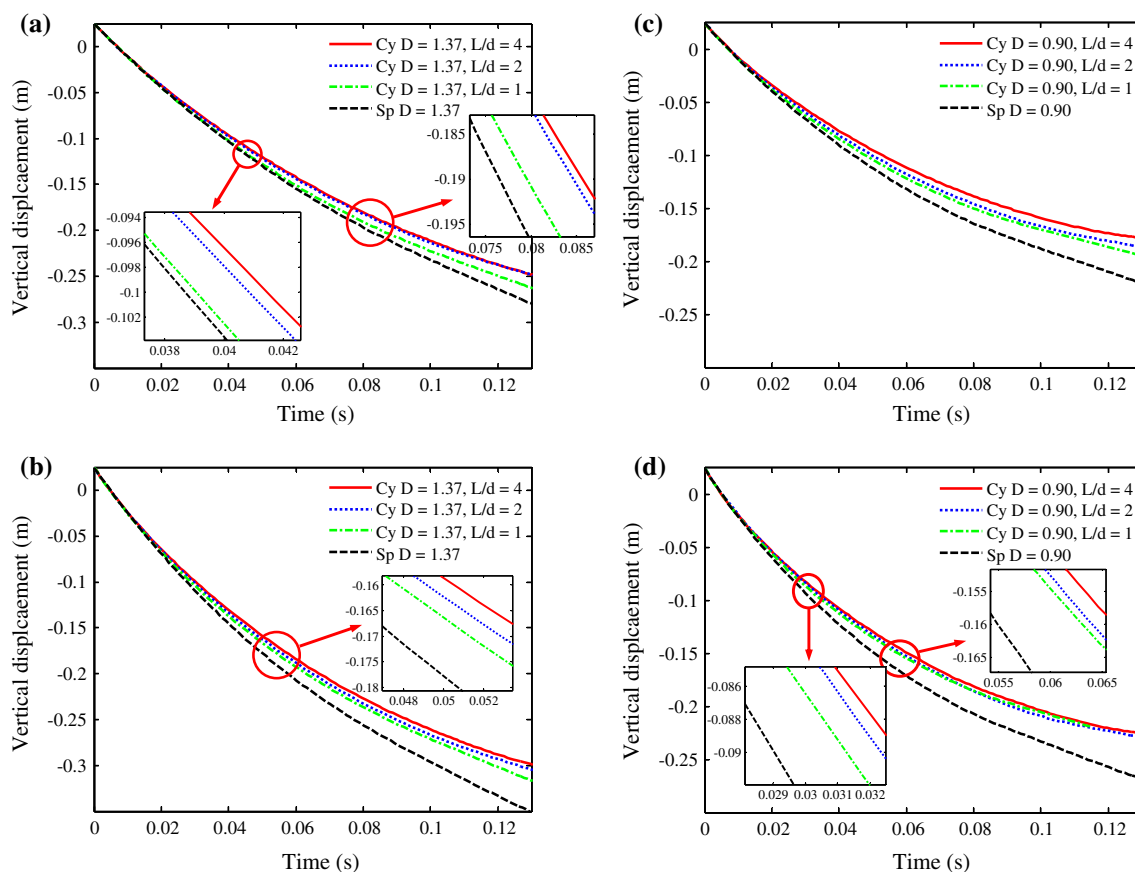 (a)
Vertical displcaement (m)
0
-0.05
-0.1
-0.15
-0.2
-0.25
-0.3
Cy D = 1.37, L/d = 4
Cy D = 1.37, L/d = 2
Cy D = 1.37, L/d = 1
Sp D = 1.37
-0.185
-0.19
-0.195
0.075 0.08 0.085
-0.094
-0.096
-0.098
-0.1
-0.102
0.038 0.04 0.042
0 0.02 0.04 0.06 0.08 0.1 0.12
Time (s)
(c)
Vertical displcaement (m)
0
-0.05
-0.1
-0.15
-0.2
-0.25
Cy D = 0.90, L/d = 4
Cy D = 0.90, L/d = 2
Cy D = 0.90, L/d = 1
Sp D = 0.90
0 0.02 0.04 0.06 0.08 0.1 0.12
Time (s)
(b)
Vertical displcaement (m)
0
-0.05
-0.1
-0.15
-0.2
-0.25
-0.3
Cy D = 1.37, L/d = 4
Cy D = 1.37, L/d = 2
Cy D = 1.37, L/d = 1
Sp D = 1.37
-0.16
-0.165
-0.17
-0.175
-0.18
0.048 0.05 0.052
0 0.02 0.04 0.06 0.08 0.1 0.12
Time (s)
(d)
Vertical displcaement (m)
0
-0.05
-0.1
-0.15
-0.2
-0.25
Cy D = 0.90, L/d = 4
Cy D = 0.90, L/d = 2
Cy D = 0.90, L/d = 1
Sp D = 0.90
-0.155
-0.16
-0.165
0.055 0.06 0.065
-0.086
-0.088
-0.09
0.029 0.03 0.031 0.032
0 0.02 0.04 0.06 0.08 0.1 0.12
Time (s)